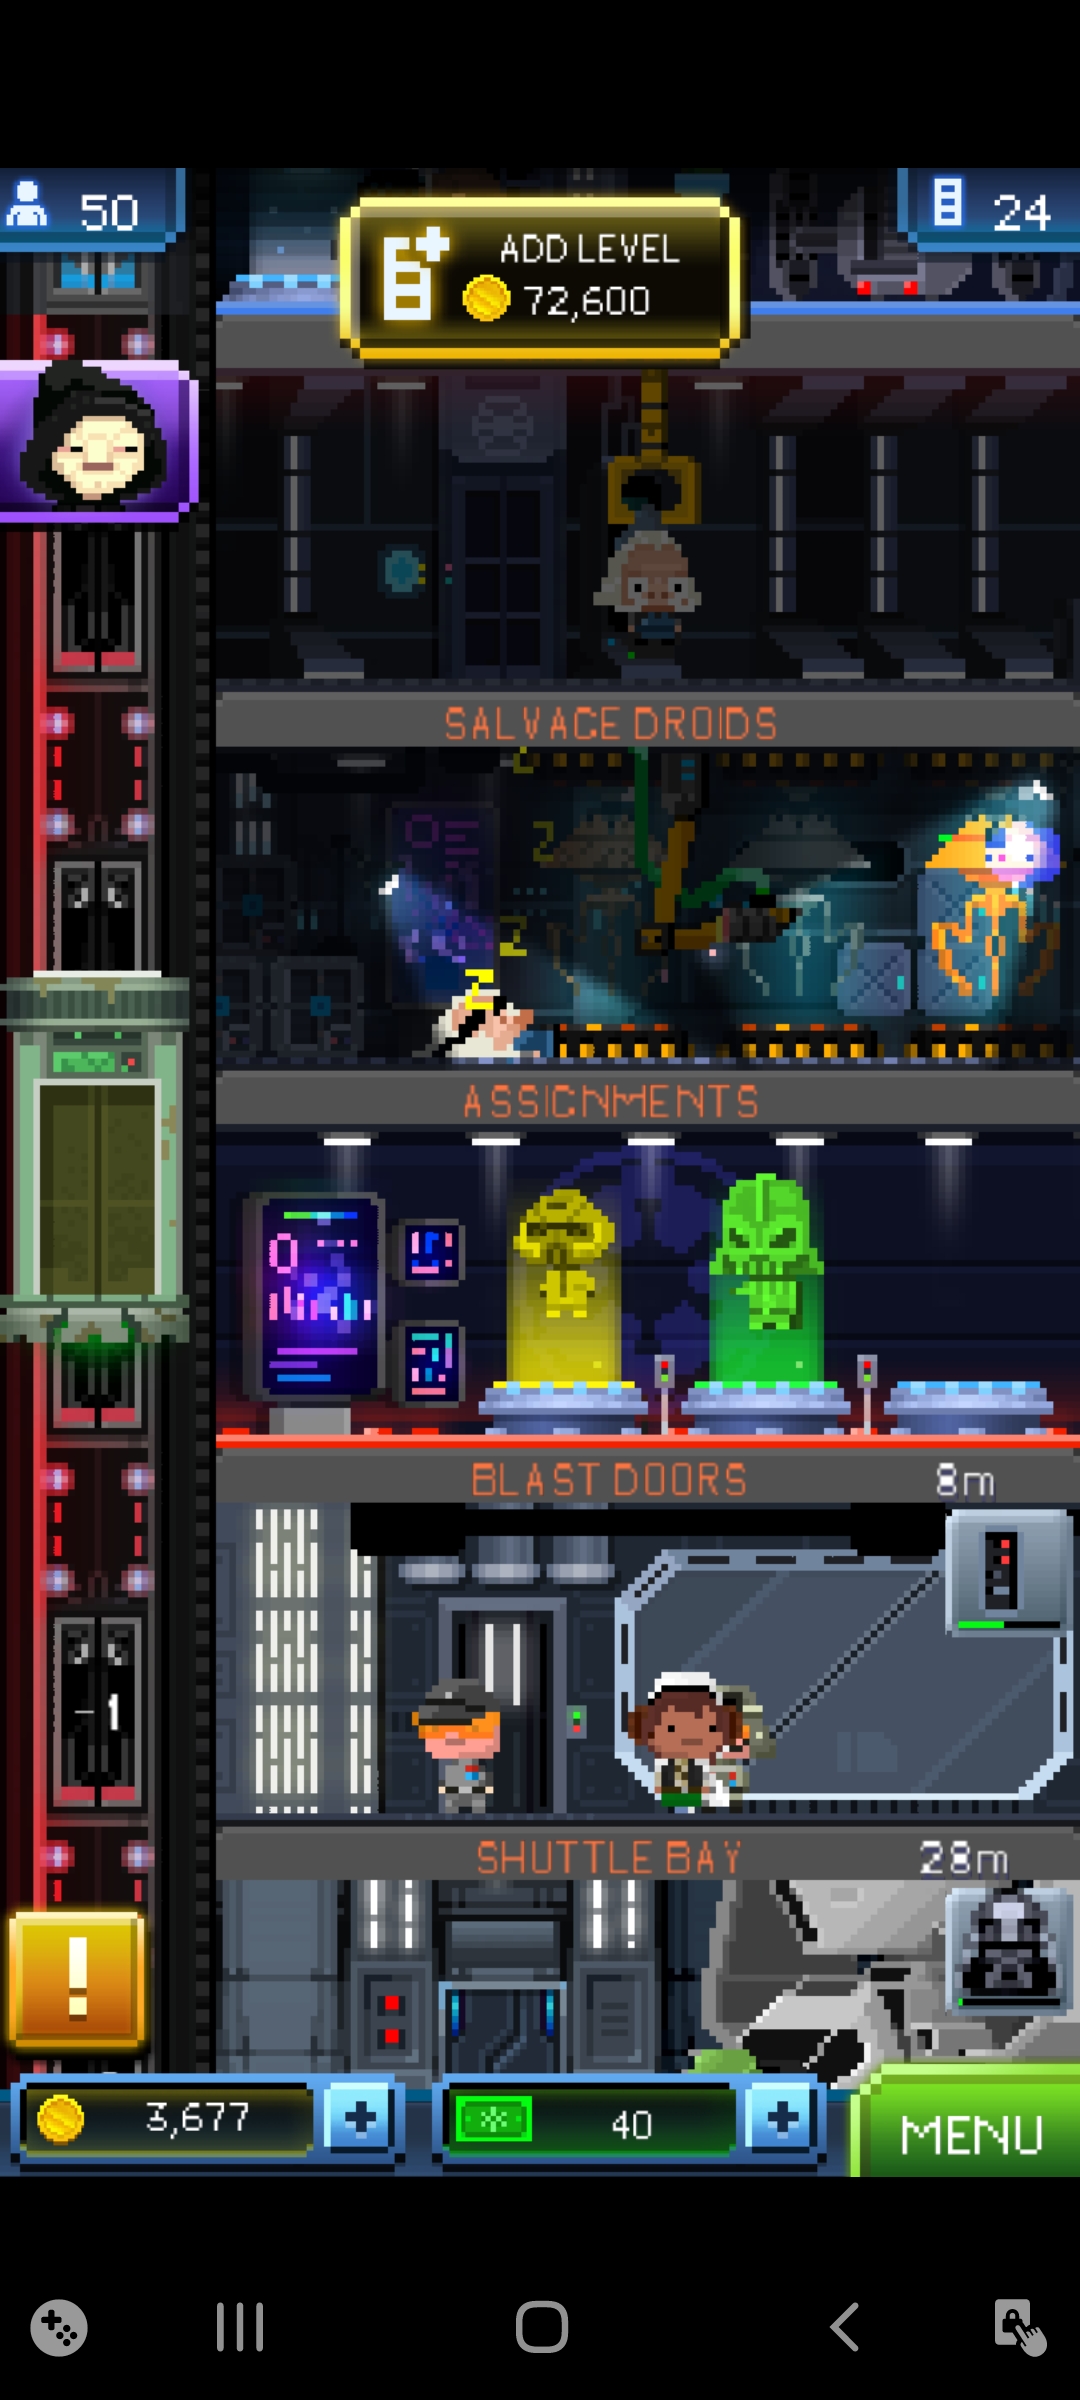 50
ADD LEVEL
72,600
24
SALVAGE DROIDS
Z
Z
Z
Z
ASSIGNMENTS
BLAST DOORS 8m
-1
SHUTTLE BAY 28m
!
3,677 +
40 +
MENU